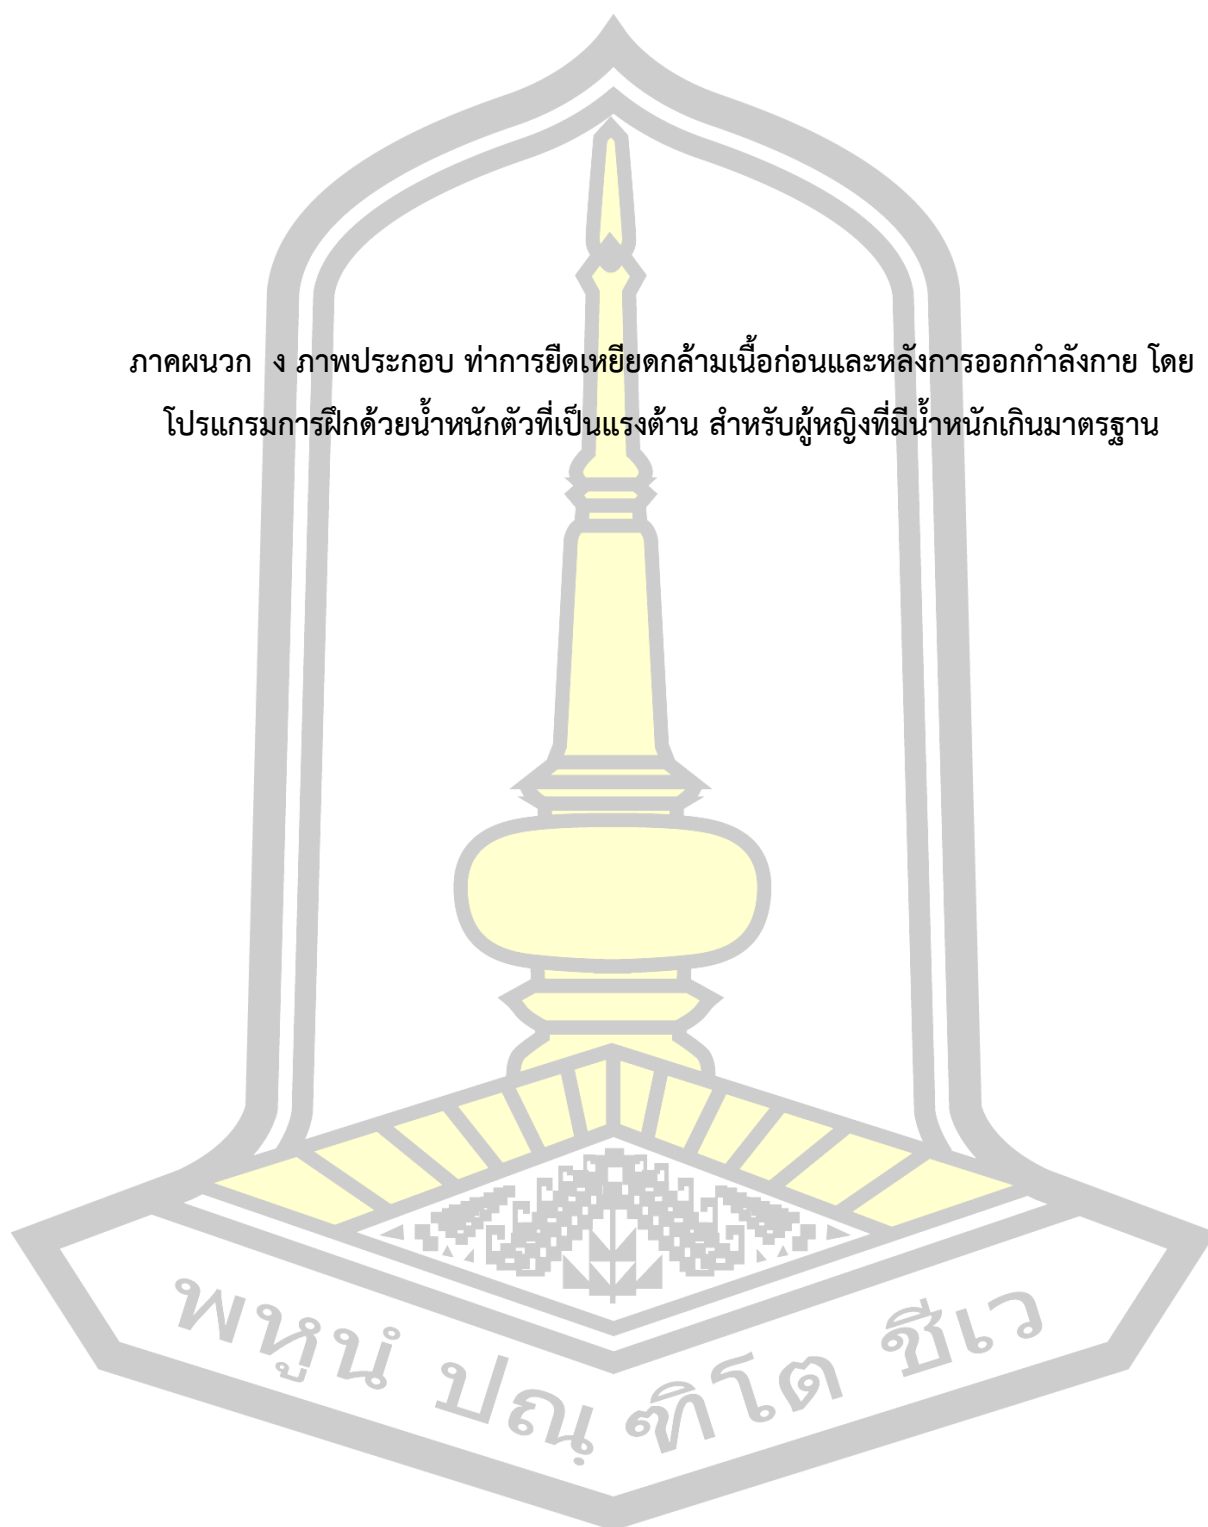 ภาคผนวก ง ภาพประกอบ ท่าการยืดเหยียดกล้ามเนื้อก่อนและหลังการออกกำลังกาย โดย
โปรแกรมการฝึกด้วยน้ำหนักตัวที่เป็นแรงต้าน สำหรับผู้หญิงที่มีน้ำหนักเกินมาตรฐาน
พหูนํ ปณฺฑิโต ชีเว